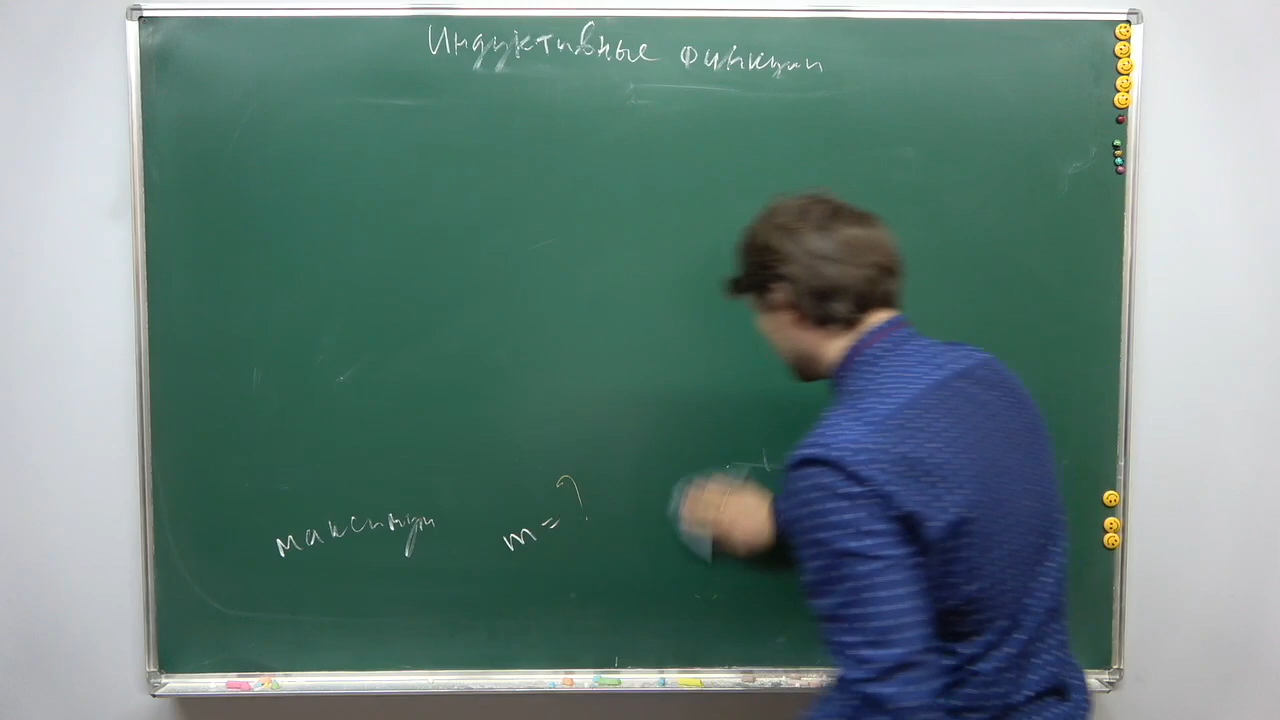 Индуктивные функции
максимум m = ?